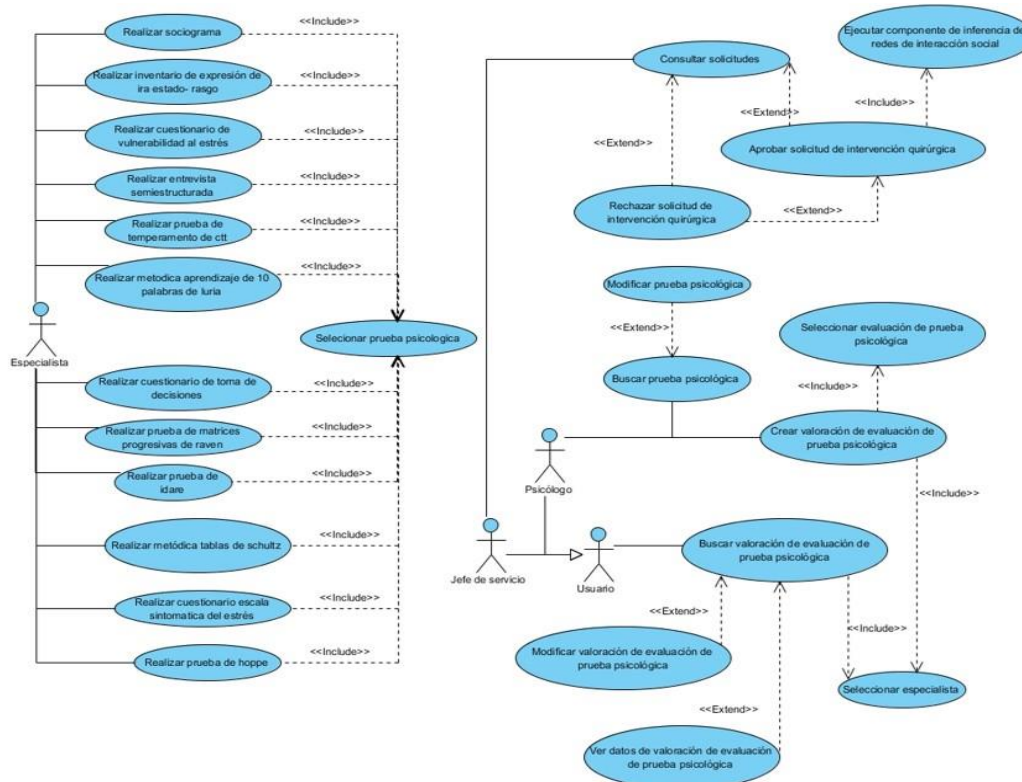 Realizar sociograma
<<Include>>
Realizar inventario de expresión de
ira estado- rasgo
<<Include>>
Realizar cuestionario de
vulnerabilidad al estrés
<<Include>>
Realizar entrevista
semiestructurada
<<Include>>
Realizar prueba de
temperamento de ctt
<<Include>>
Realizar metodica aprendizaje de 10
palabras de luria
<<Include>>
Especialista
Selecionar prueba psicologica
Realizar cuestionario de toma de
decisiones
<<Include>>
Realizar prueba de matrices
progresivas de raven
<<Include>>
Realizar prueba de
idare
<<Include>>
Realizar metódica tablas de schultz
<<Include>>
Realizar cuestionario escala
sintomatica del estrés
<<Include>>
Realizar prueba de hoppe
<<Include>>
Consultar solicitudes
Ejecutar componente de inferencia de
redes de interacción social
<<Extend>>
<<Include>>
<<Extend>>
Aprobar solicitud de intervención quirúrgica
Rechazar solicitud de
intervención quirúrgica
<<Extend>>
Modificar prueba psicológica
<<Extend>>
Seleccionar evaluación de prueba
psicológica
Buscar prueba psicológica
<<Include>>
Crear valoración de evaluación de
prueba psicológica
Psicólogo
<<Include>>
Jefe de servicio
Usuario
Buscar valoración de evaluación de
prueba psicológica
<<Extend>>
<<Include>>
Modificar valoración de evaluación de
prueba psicológica
Seleccionar especialista
<<Extend>>
Ver datos de valoración de evaluación
de prueba psicológica